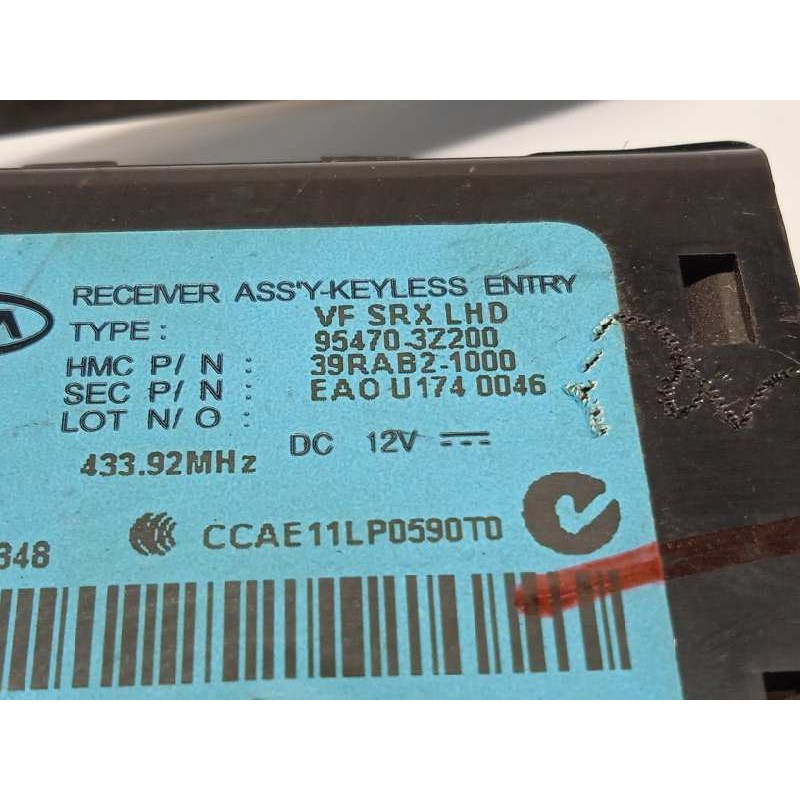 RECEIVER ASS'Y-KEYLESS ENTRY
TYPE : VF SRX LHD
HMC P/N : 95470-3Z200
SEC P/N : 39RAB2-1000
LOT N/O : EAO U174 0046
433.92MHz DC 12V
CCAE11LP0590T0
348